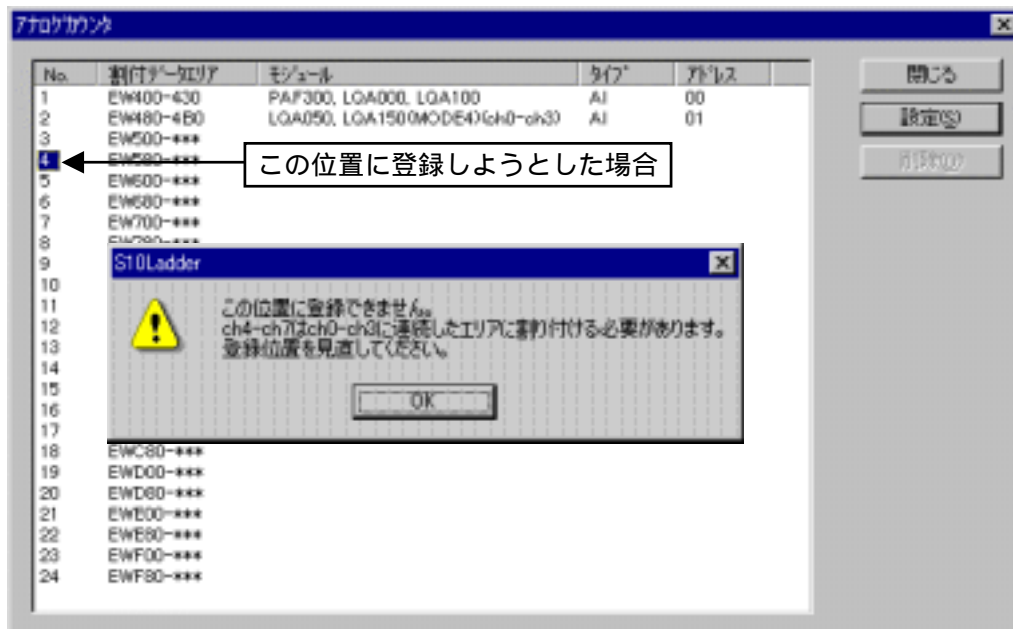 アナログカウンタ
No. 割付データエリア モジュール タイプ アドレス
1 EW400-430 PAF300, LQA000, LQA100 AI 00
2 EW480-4B0 LQA050, LQA1500(MODE4)(ch0-ch3) AI 01
3 EW500-***
4 EW580-***
この位置に登録しようとした場合
5 EW600-***
6 EW680-***
7 EW700-***
8 EW780-***
9
10
11
12
13
14
15
16
17
18 EWC80-***
19 EWD00-***
20 EWD80-***
21 EWE00-***
22 EWE80-***
23 EWF00-***
24 EWF80-***
閉じる
設定(S)
削除(D)
S10Ladder
この位置に登録できません。
ch4-ch7はch0-ch3に連続したエリアに割り付ける必要があります。
登録位置を見直してください。
OK